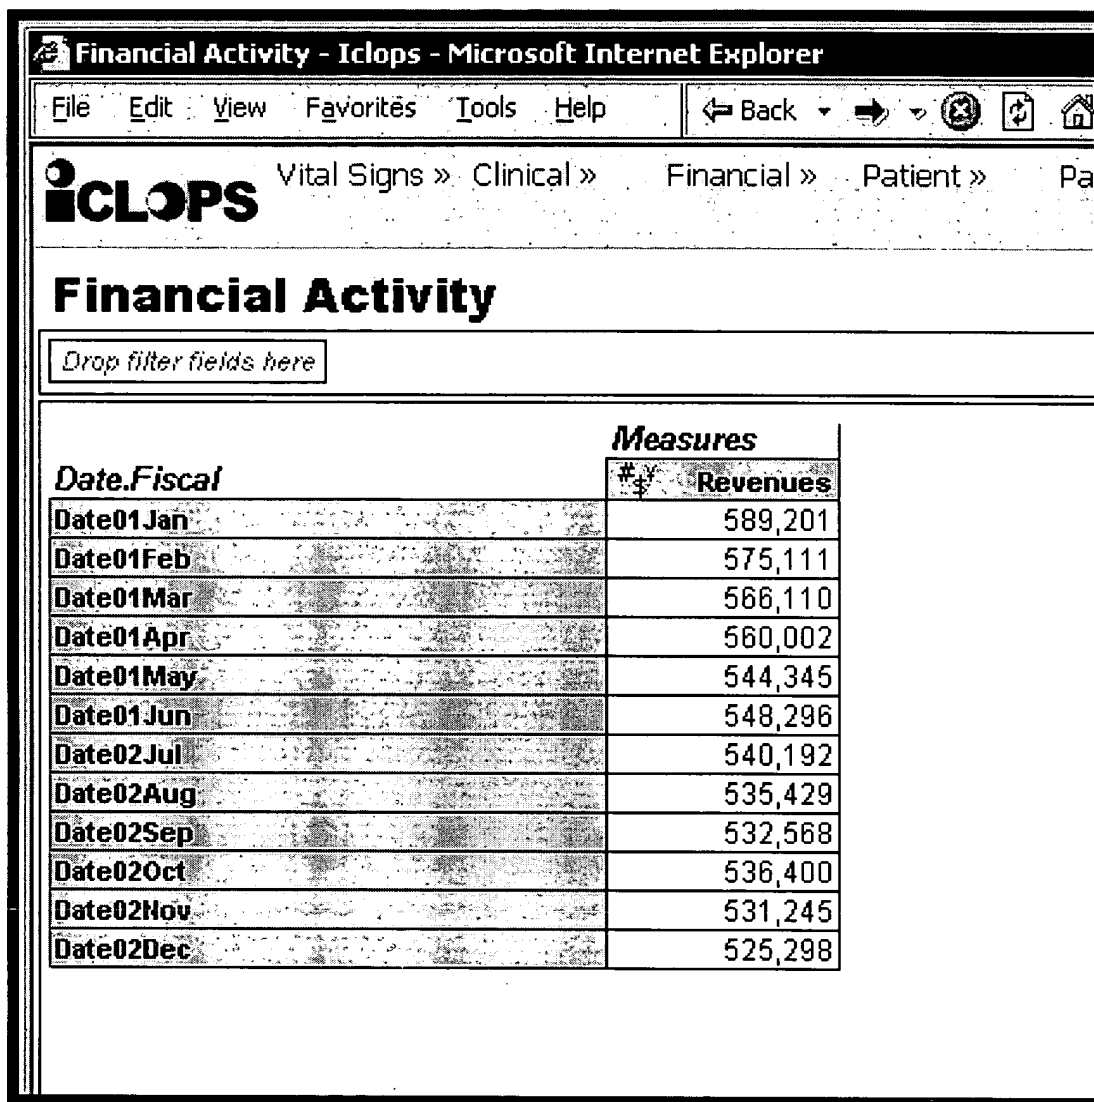 Financial Activity - Iclops - Microsoft Internet Explorer
File Edit View Favorites Tools Help Back
ICLOPS Vital Signs » Clinical » Financial » Patient » Pa
Financial Activity
Drop filter fields here
Measures
Date.Fiscal Revenues
Date01Jan 589,201
Date01Feb 575,111
Date01Mar 566,110
Date01Apr 560,002
Date01May 544,345
Date01Jun 548,296
Date02Jul 540,192
Date02Aug 535,429
Date02Sep 532,568
Date02Oct 536,400
Date02Nov 531,245
Date02Dec 525,298